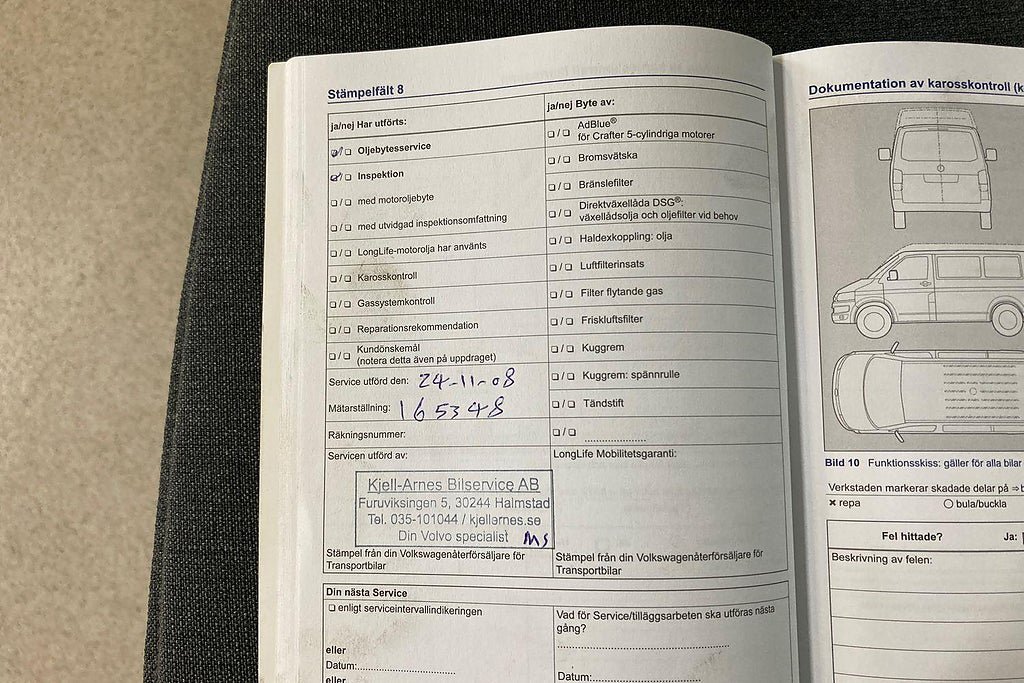 Stämpelfält 8
ja/nej Har utförts:
☑/❏ Oljebytesservice
☑/❏ Inspektion
❏/❏ med motoroljebyte
❏/❏ med utvidgad inspektionsomfattning
❏/❏ LongLife-motorolja har använts
❏/❏ Karosskontroll
❏/❏ Gassystemkontroll
❏/❏ Reparationsrekommendation
❏/❏ Kundönskemål
(notera detta även på uppdraget)
Service utförd den: 24-11-08
Mätarställning: 165348
Räkningsnummer:
Servicen utförd av:
Kjell-Arnes Bilservice AB
Furuviksingen 5, 30244 Halmstad
Tel. 035-101044 / kjellarnes.se
Din Volvo specialist MS
Stämpel från din Volkswagenåterförsäljare för
Transportbilar
ja/nej Byte av:
❏/❏ AdBlue®
för Crafter 5-cylindriga motorer
❏/❏ Bromsvätska
❏/❏ Bränslefilter
❏/❏ Direktväxellåda DSG®:
växellådsolja och oljefilter vid behov
❏/❏ Haldexkoppling: olja
❏/❏ Luftfilterinsats
❏/❏ Filter flytande gas
❏/❏ Friskluftsfilter
❏/❏ Kuggrem
❏/❏ Kuggrem: spännrulle
❏/❏ Tändstift
❏/❏ ......................
LongLife Mobilitetsgaranti:
Stämpel från din Volkswagenåterförsäljare för
Transportbilar
Din nästa Service
❏ enligt serviceintervallindikeringen
eller
Datum:..................................
eller
Vad för Service/tilläggsarbeten ska utföras nästa
gång?
............................................................
Datum:......................................
Dokumentation av karosskontroll (k
Bild 10 Funktionsskiss: gäller för alla bilar
Verkstaden markerar skadade delar på ⇒b
× repa ◯ bula/buckla
Fel hittade? Ja:
Beskrivning av felen: